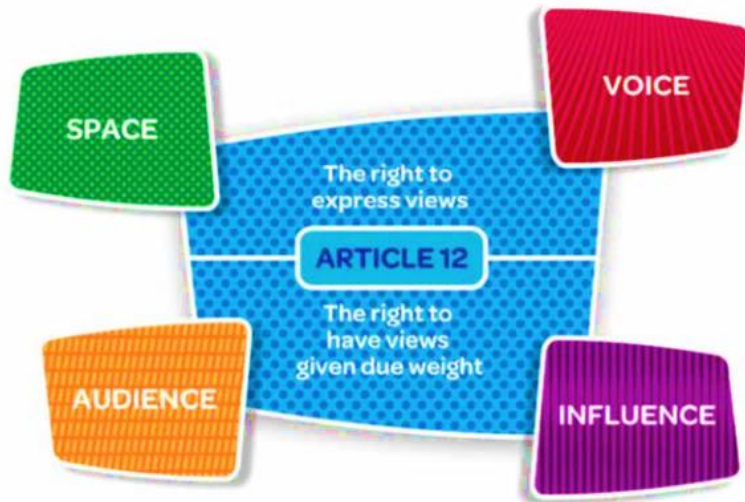 SPACE
VOICE
The right to
express views
ARTICLE 12
The right to
have views
given due weight
AUDIENCE
INFLUENCE